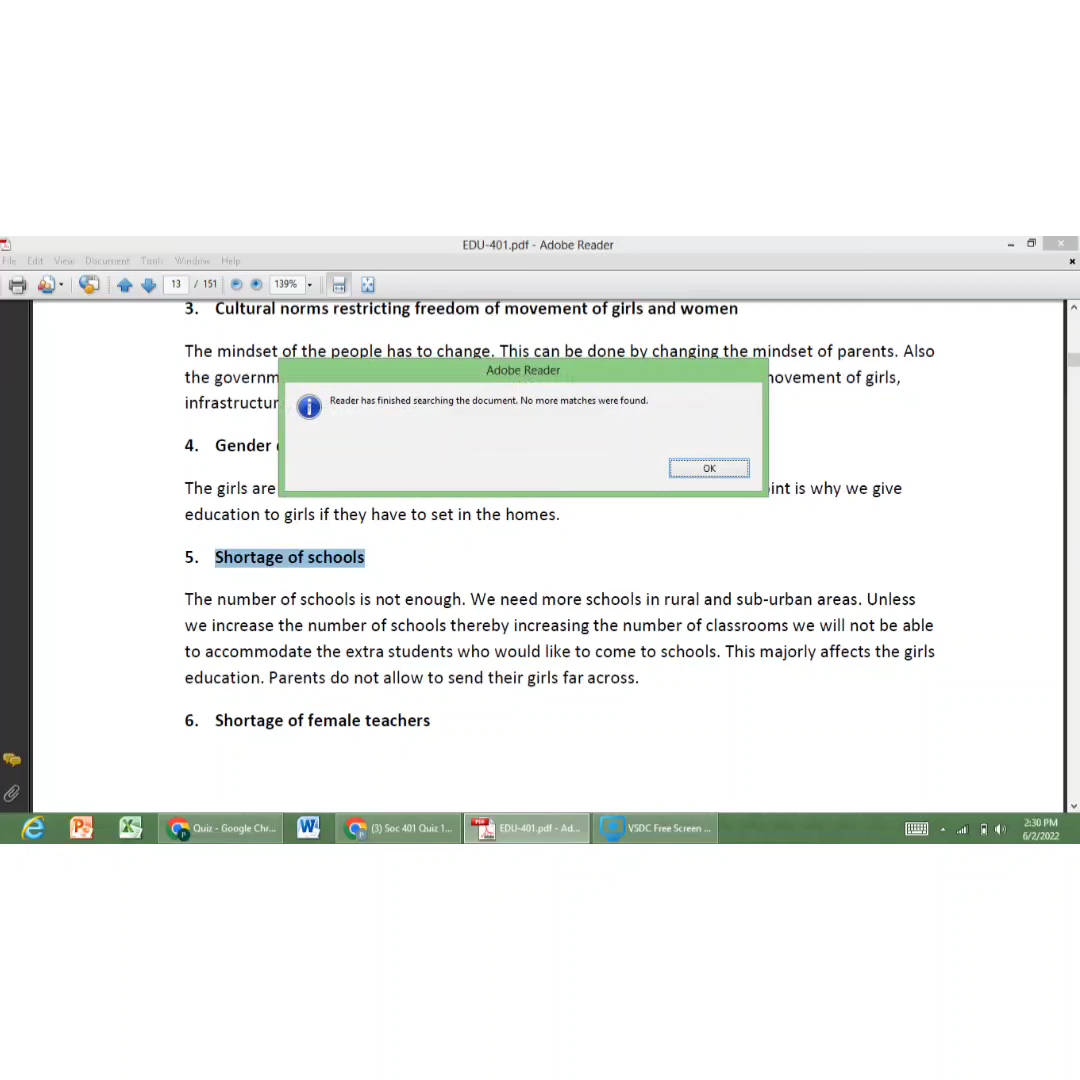 EDU-401.pdf - Adobe Reader
File Edit View Document Tools Window Help
13 / 151 139%
3. Cultural norms restricting freedom of movement of girls and women
The mindset of the people has to change. This can be done by changing the mindset of parents. Also
the governm
movement of girls,
infrastructur
Adobe Reader
Reader has finished searching the document. No more matches were found.
OK
4. Gender
The girls are
int is why we give
education to girls if they have to set in the homes.
5. Shortage of schools
The number of schools is not enough. We need more schools in rural and sub-urban areas. Unless
we increase the number of schools thereby increasing the number of classrooms we will not be able
to accommodate the extra students who would like to come to schools. This majorly affects the girls
education. Parents do not allow to send their girls far across.
6. Shortage of female teachers
Quiz - Google Chr... (3) Soc 401 Quiz 1... EDU-401.pdf - Ad... VSDC Free Screen ...
2:30 PM
6/2/2022